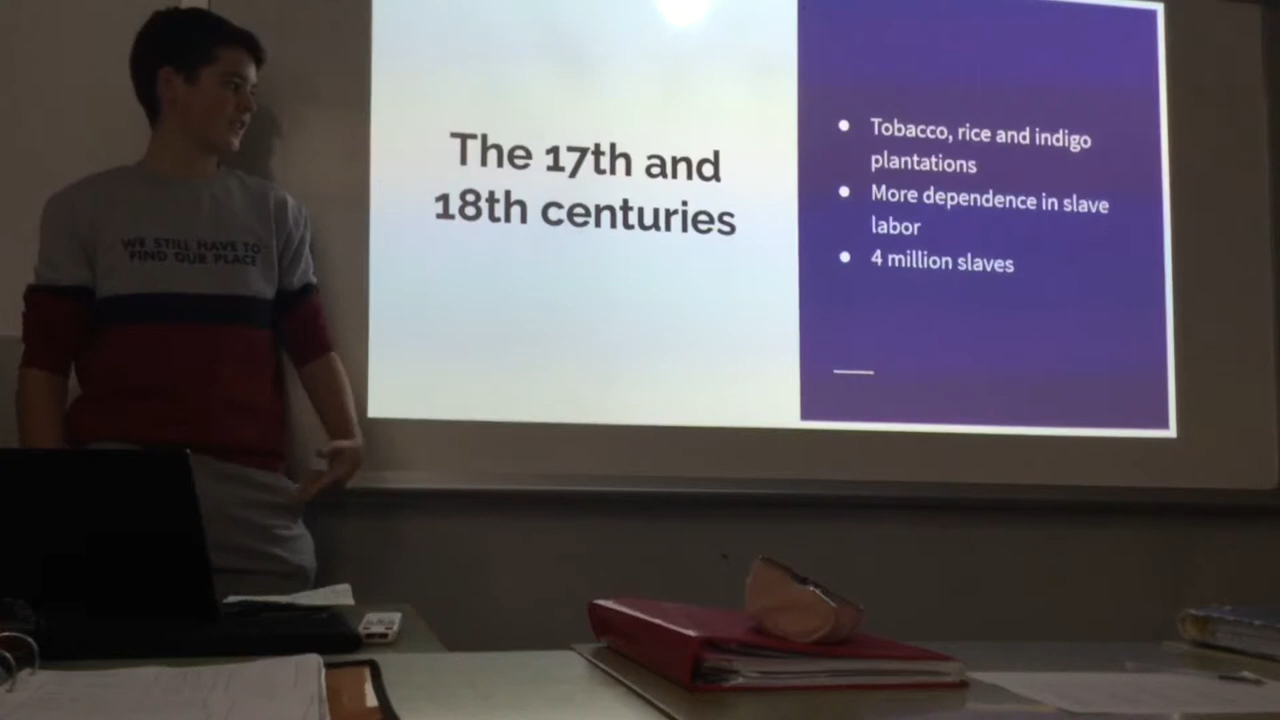 WE STILL HAVE TO
FIND OUR PLACE
The 17th and
18th centuries
Tobacco, rice and indigo
plantations
More dependence in slave
labor
4 million slaves